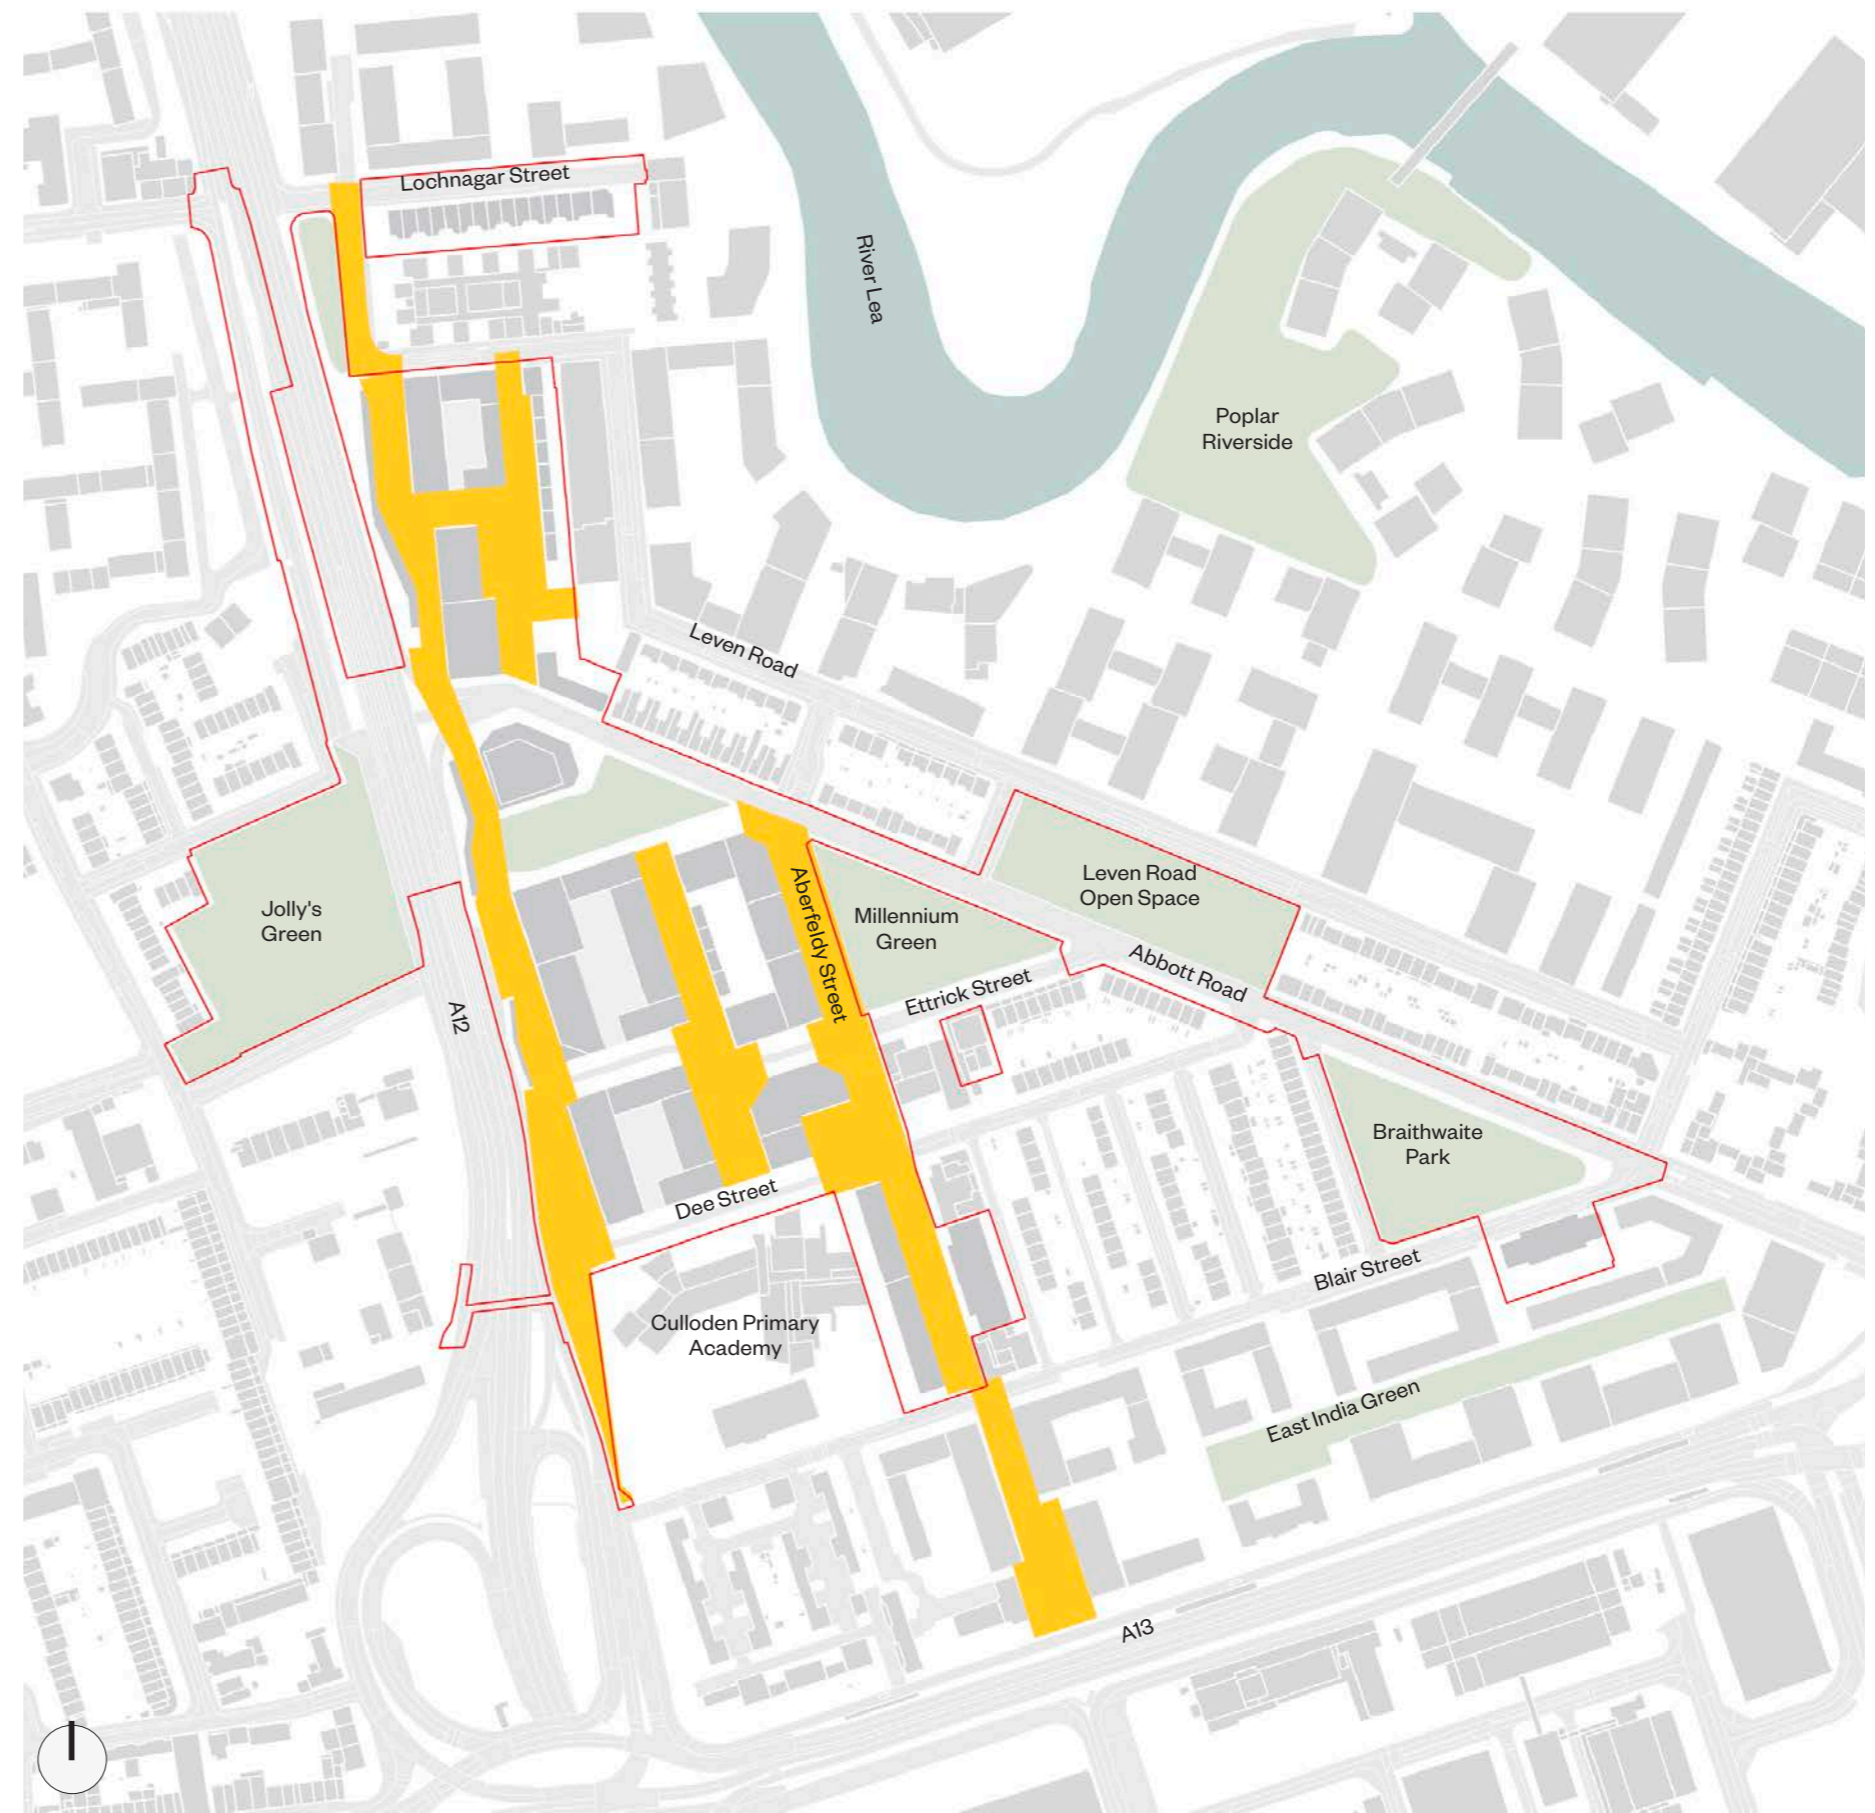 Lochnagar Street
River Lea
Poplar
Riverside
Leven Road
Leven Road
Open Space
Aberfeldy Street
Millennium
Green
Jolly's
Green
Abbott Road
Ettrick Street
A12
Braithwaite
Park
Dee Street
Blair Street
Culloden Primary
Academy
East India Green
A13